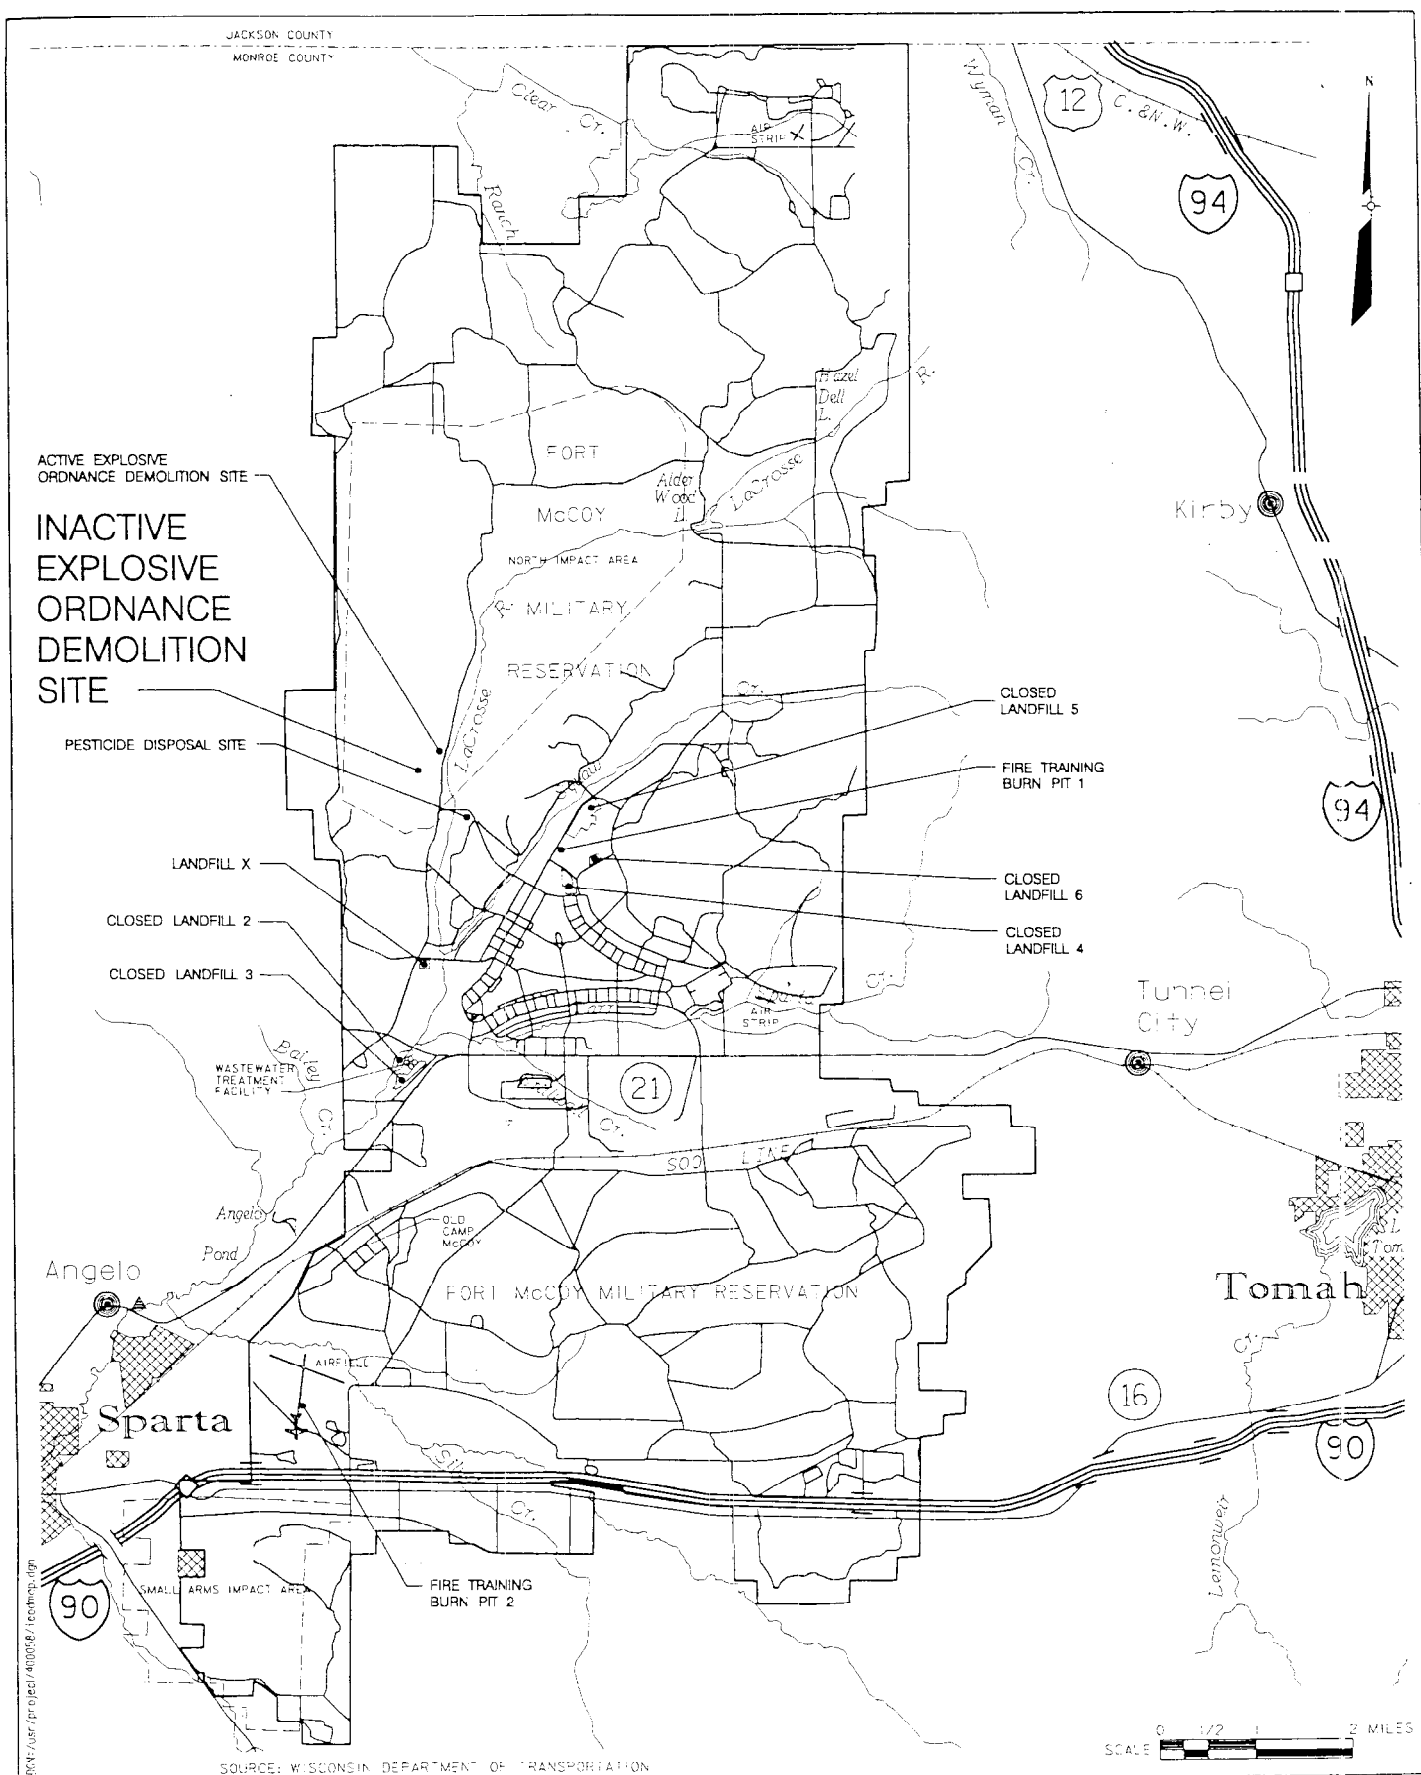 JACKSON COUNTY
MONROE COUNTY
Clear
Cr.
Wyman
Cr.
12
C. &N.W.
N
AIR
STRIP
94
Ranch
Hazel
Dell
L.
R.
FORT
ACTIVE EXPLOSIVE
ORDNANCE DEMOLITION SITE
Alder
Wood
L.
LaCrosse
McCOY
Kirby
INACTIVE
EXPLOSIVE
ORDNANCE
DEMOLITION
SITE
NORTH IMPACT AREA
R.
MILITARY
RESERVATION
LaCrosse
Cr.
CLOSED
LANDFILL 5
PESTICIDE DISPOSAL SITE
FIRE TRAINING
BURN PIT 1
94
LANDFILL X
CLOSED
LANDFILL 6
CLOSED LANDFILL 2
CLOSED
LANDFILL 4
CLOSED LANDFILL 3
Sparta
Cr.
AIR
STRIP
Tunnel
City
Bailey
Cr.
WASTEWATER
TREATMENT
FACILITY
21
Cr.
SOO LINE
Angelo
Pond
OLD
CAMP
McCOY
L
Tom
Angelo
FORT McCOY MILITARY RESERVATION
Tomah
Cr.
AIRFIELD
Sparta
16
90
Cr.
Lemonweir
SMALL ARMS IMPACT AREA
90
FIRE TRAINING
BURN PIT 2
0 1/2 1 2 MILES
SCALE
SOURCE: WISCONSIN DEPARTMENT OF TRANSPORTATION